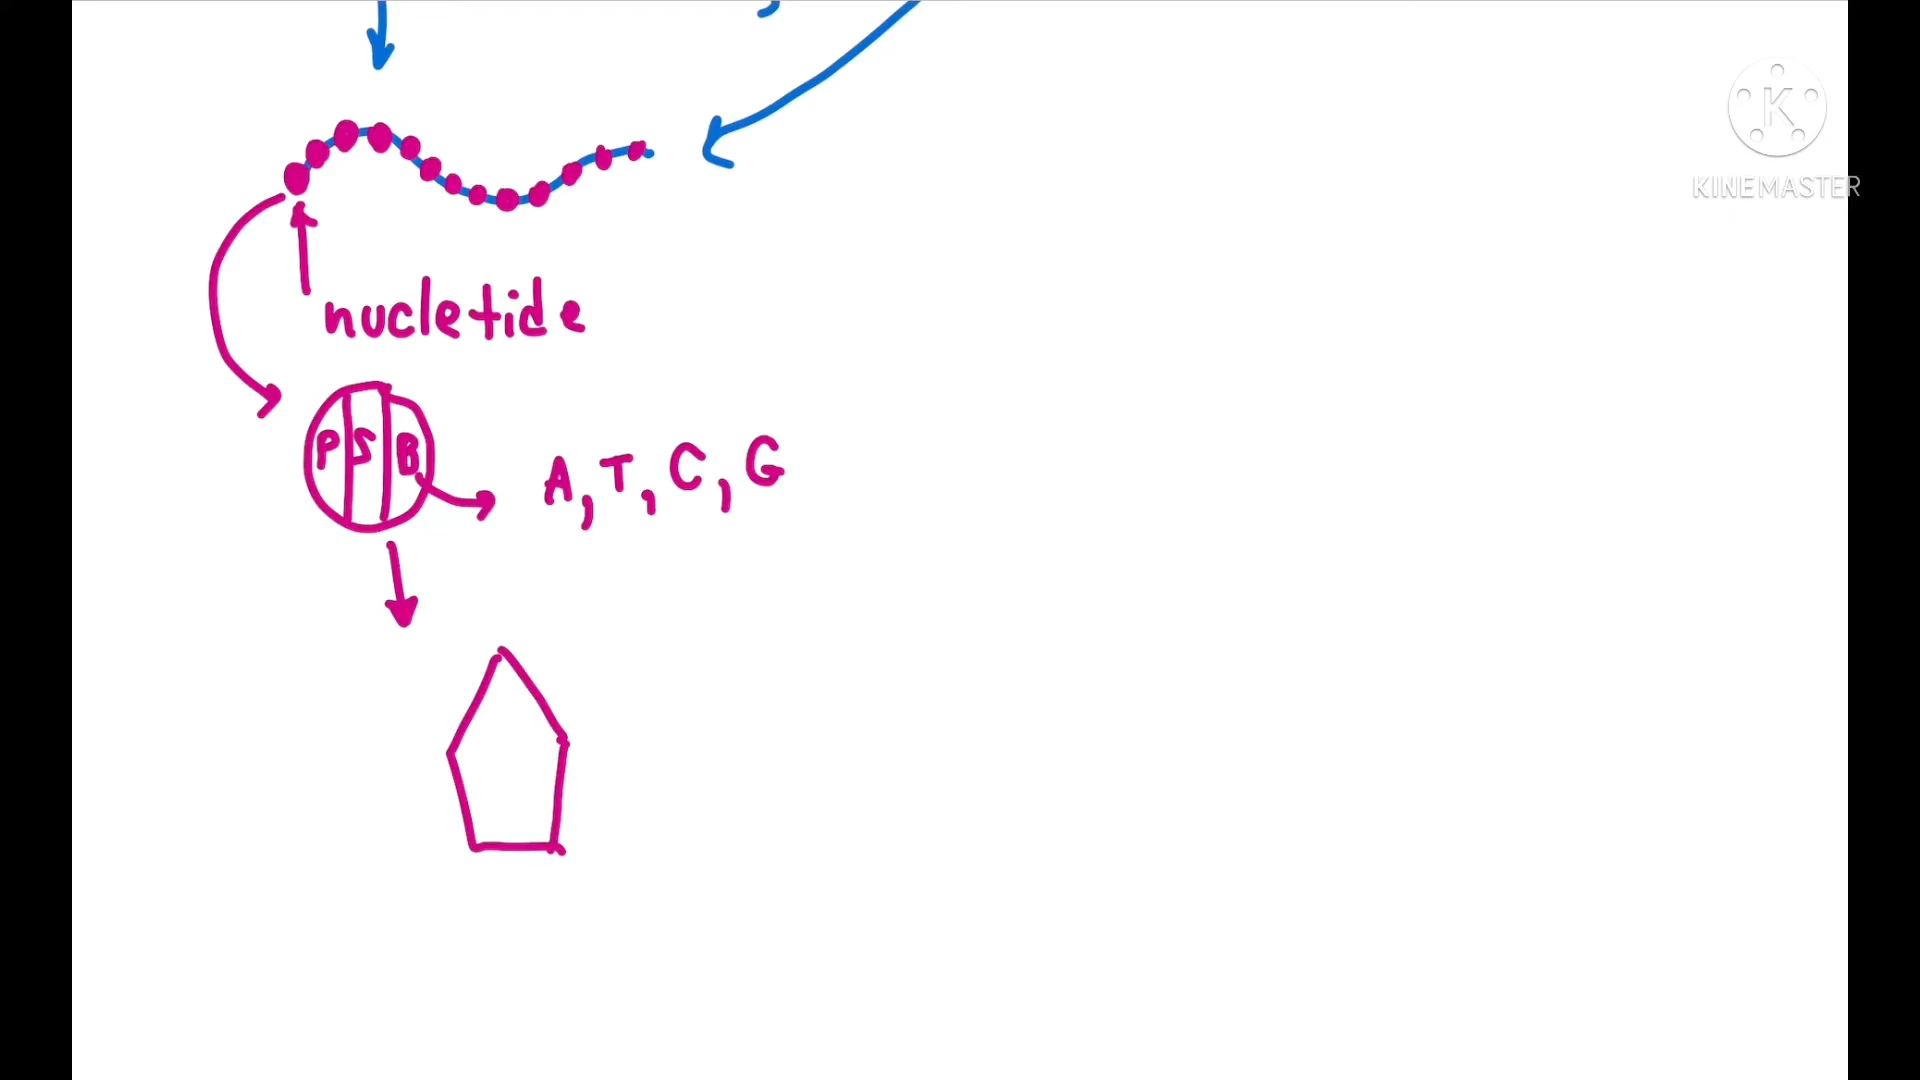 K
KINEMASTER
nucletide
P S B
A, T, C, G